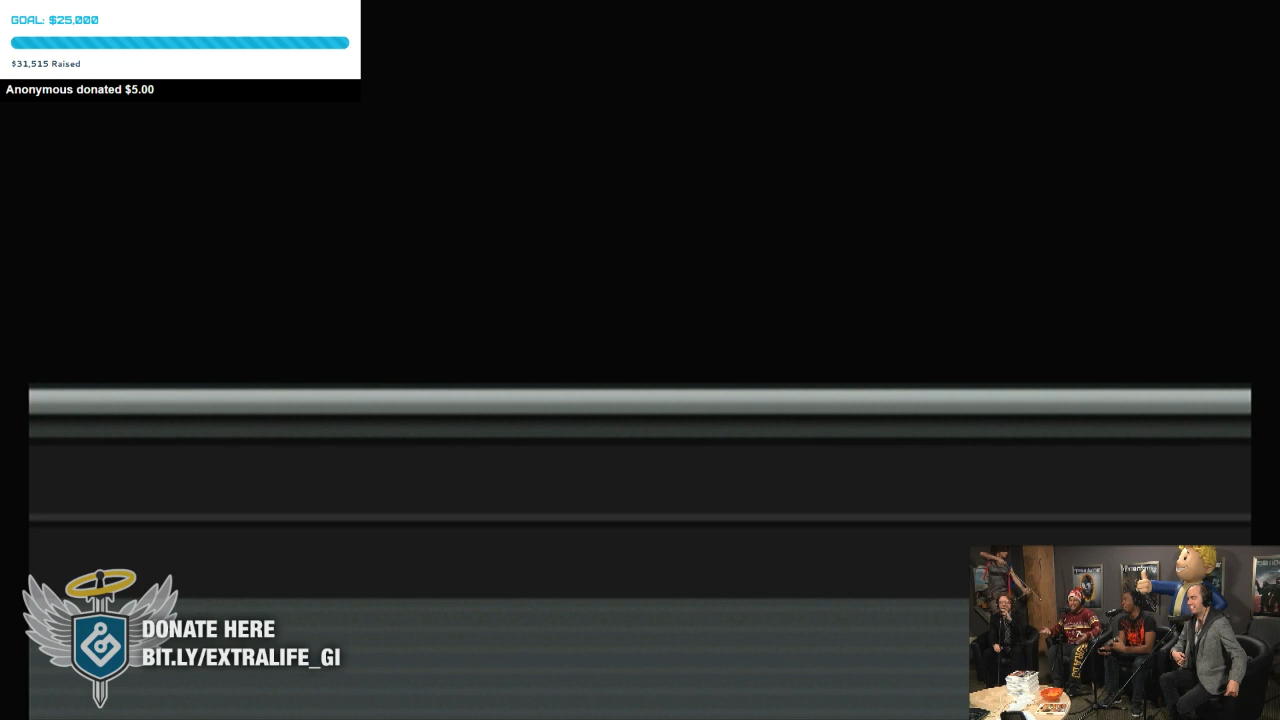 GOAL: $25,000
$31,515 Raised
Anonymous donated $5.00
DONATE HERE
BIT.LY/EXTRALIFE_GI